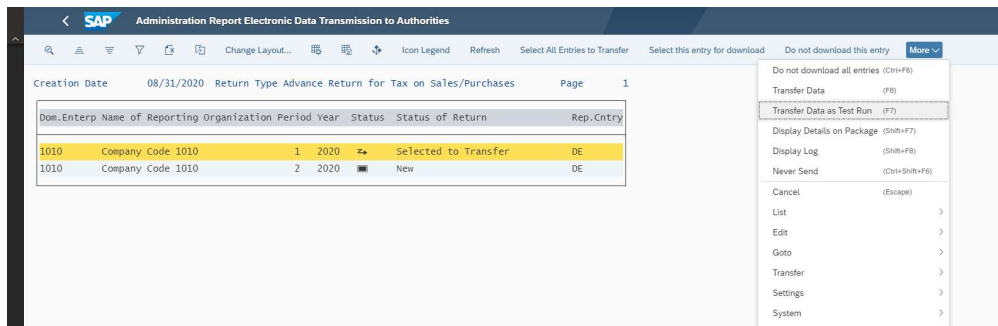 SAP Administration Report Electronic Data Transmission to Authorities
Change Layout... Icon Legend Refresh Select All Entries to Transfer Select this entry for download Do not download this entry More
Creation Date 08/31/2020 Return Type Advance Return for Tax on Sales/Purchases Page 1
Dom.Enterp Name of Reporting Organization Period Year Status Status of Return Rep.Cntry
1010 Company Code 1010 1 2020 Selected to Transfer DE
1010 Company Code 1010 2 2020 New DE
Do not download all entries (Ctrl+F6)
Transfer Data (F8)
Transfer Data as Test Run (F7)
Display Details on Package (Shift+F7)
Display Log (Shift+F8)
Never Send (Ctrl+Shift+F6)
Cancel (Escape)
List
Edit
Goto
Transfer
Settings
System